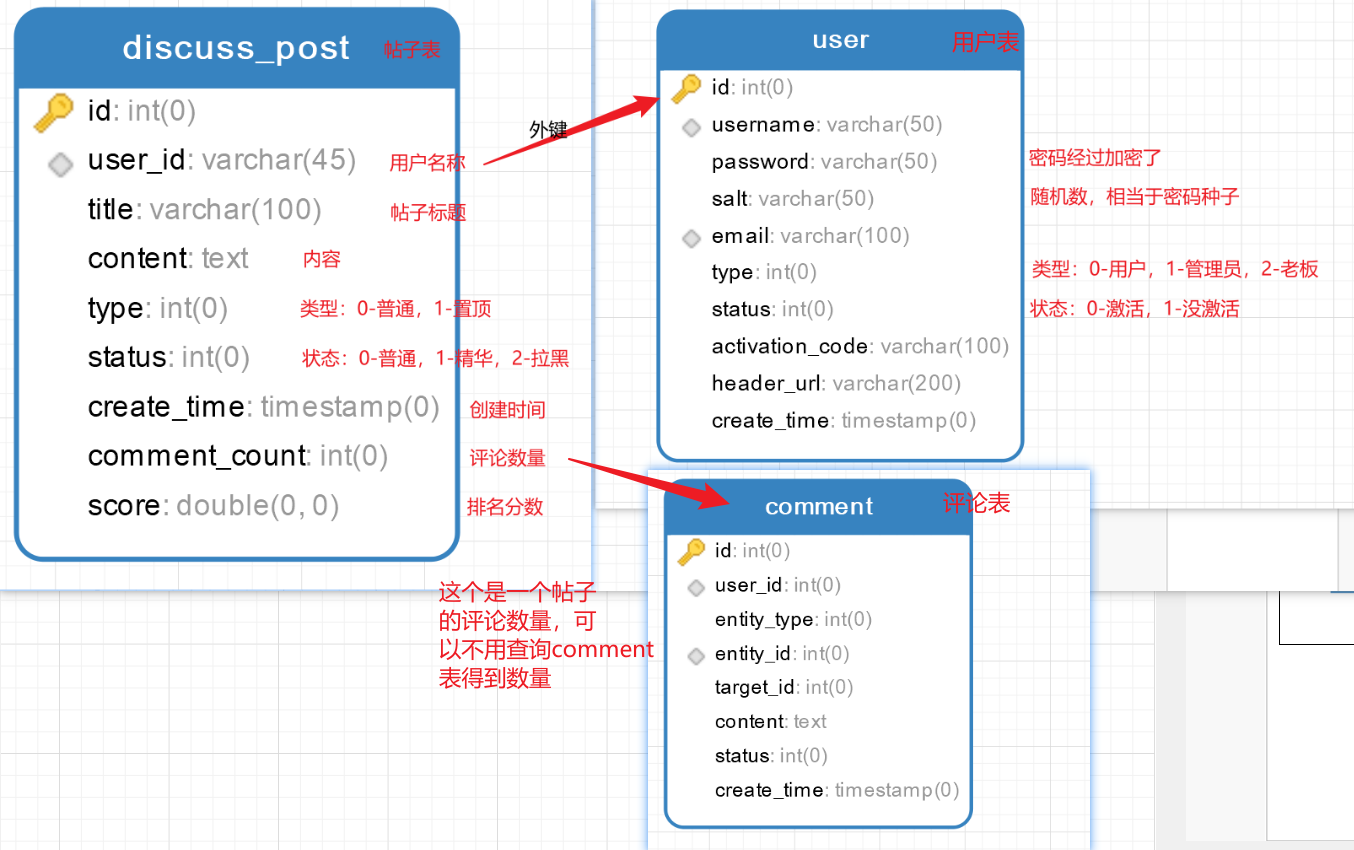 discuss_post 帖子表
id: int(0)
user_id: varchar(45) 用户名称
title: varchar(100) 帖子标题
content: text 内容
type: int(0) 类型：0-普通，1-置顶
status: int(0) 状态：0-普通，1-精华，2-拉黑
create_time: timestamp(0) 创建时间
comment_count: int(0) 评论数量
score: double(0, 0) 排名分数
外键
user 用户表
id: int(0)
username: varchar(50)
password: varchar(50) 密码经过加密了
salt: varchar(50) 随机数，相当于密码种子
email: varchar(100)
type: int(0) 类型：0-用户，1-管理员，2-老板
status: int(0) 状态：0-激活，1-没激活
activation_code: varchar(100)
header_url: varchar(200)
create_time: timestamp(0)
这个是一个帖子
的评论数量，可
以不用查询comment
表得到数量
comment 评论表
id: int(0)
user_id: int(0)
entity_type: int(0)
entity_id: int(0)
target_id: int(0)
content: text
status: int(0)
create_time: timestamp(0)